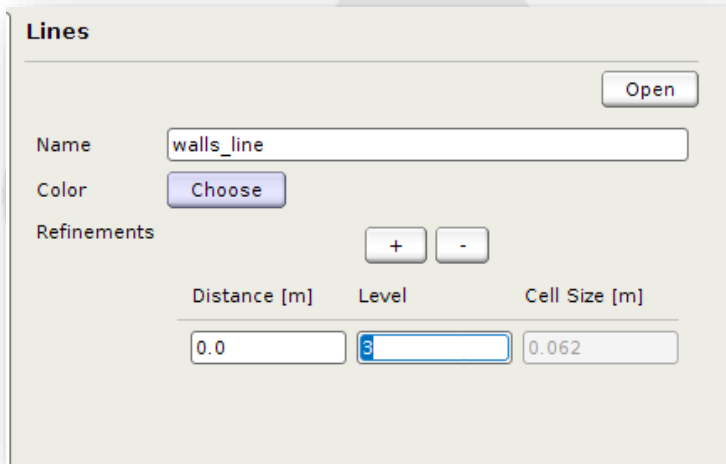 Lines
Open
Name walls_line
Color Choose
Refinements + -
Distance [m] Level Cell Size [m]
0.0 3 0.062